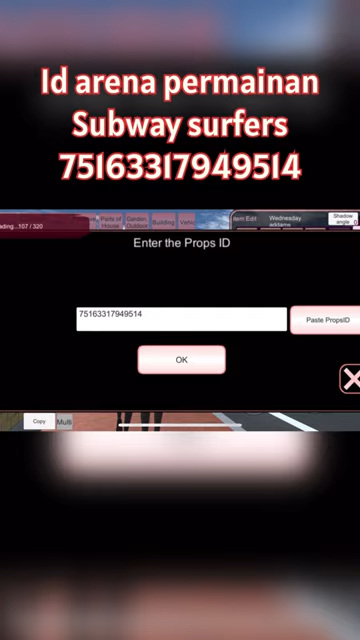 Id arena permainan
Subway surfers
75163317949514
ading...107 / 320
Parts of House
Garden Outdoor
Building
Item Edit
Wednesday addams
Shadow angle
Enter the Props ID
75163317949514
Paste PropsID
OK
Copy
Multi